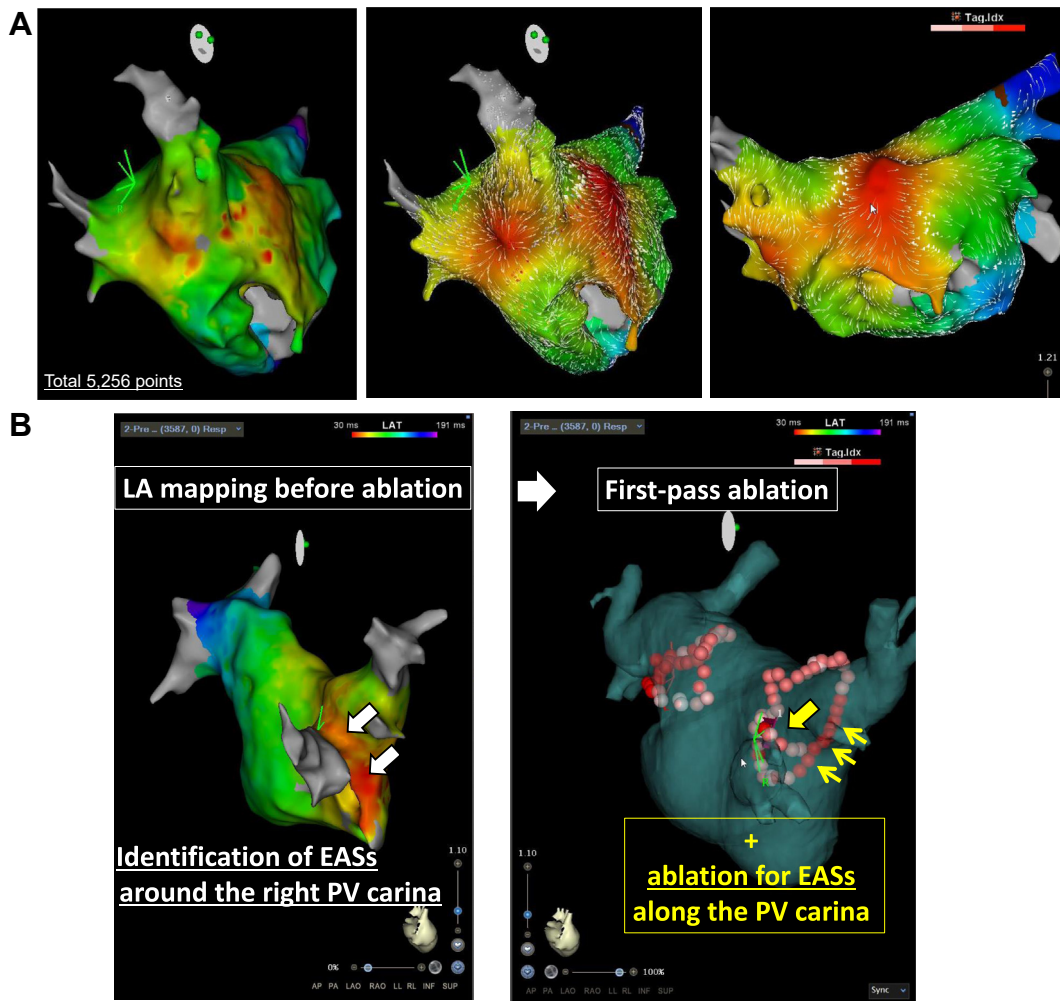 A
Tag.Idx
Total 5,256 points
1.21
B
2-Pre ... (3587, 0) Resp
30 ms LAT 191 ms
LA mapping before ablation
Identification of EASs
around the right PV carina
1.10
0%
AP PA LAO RAO LL RL INF SUP
2-Pre ... (3587, 0) Resp
30 ms LAT 191 ms
Tag.Idx
First-pass ablation
1
+
ablation for EASs
along the PV carina
1.10
100%
AP PA LAO RAO LL RL INF SUP
Sync